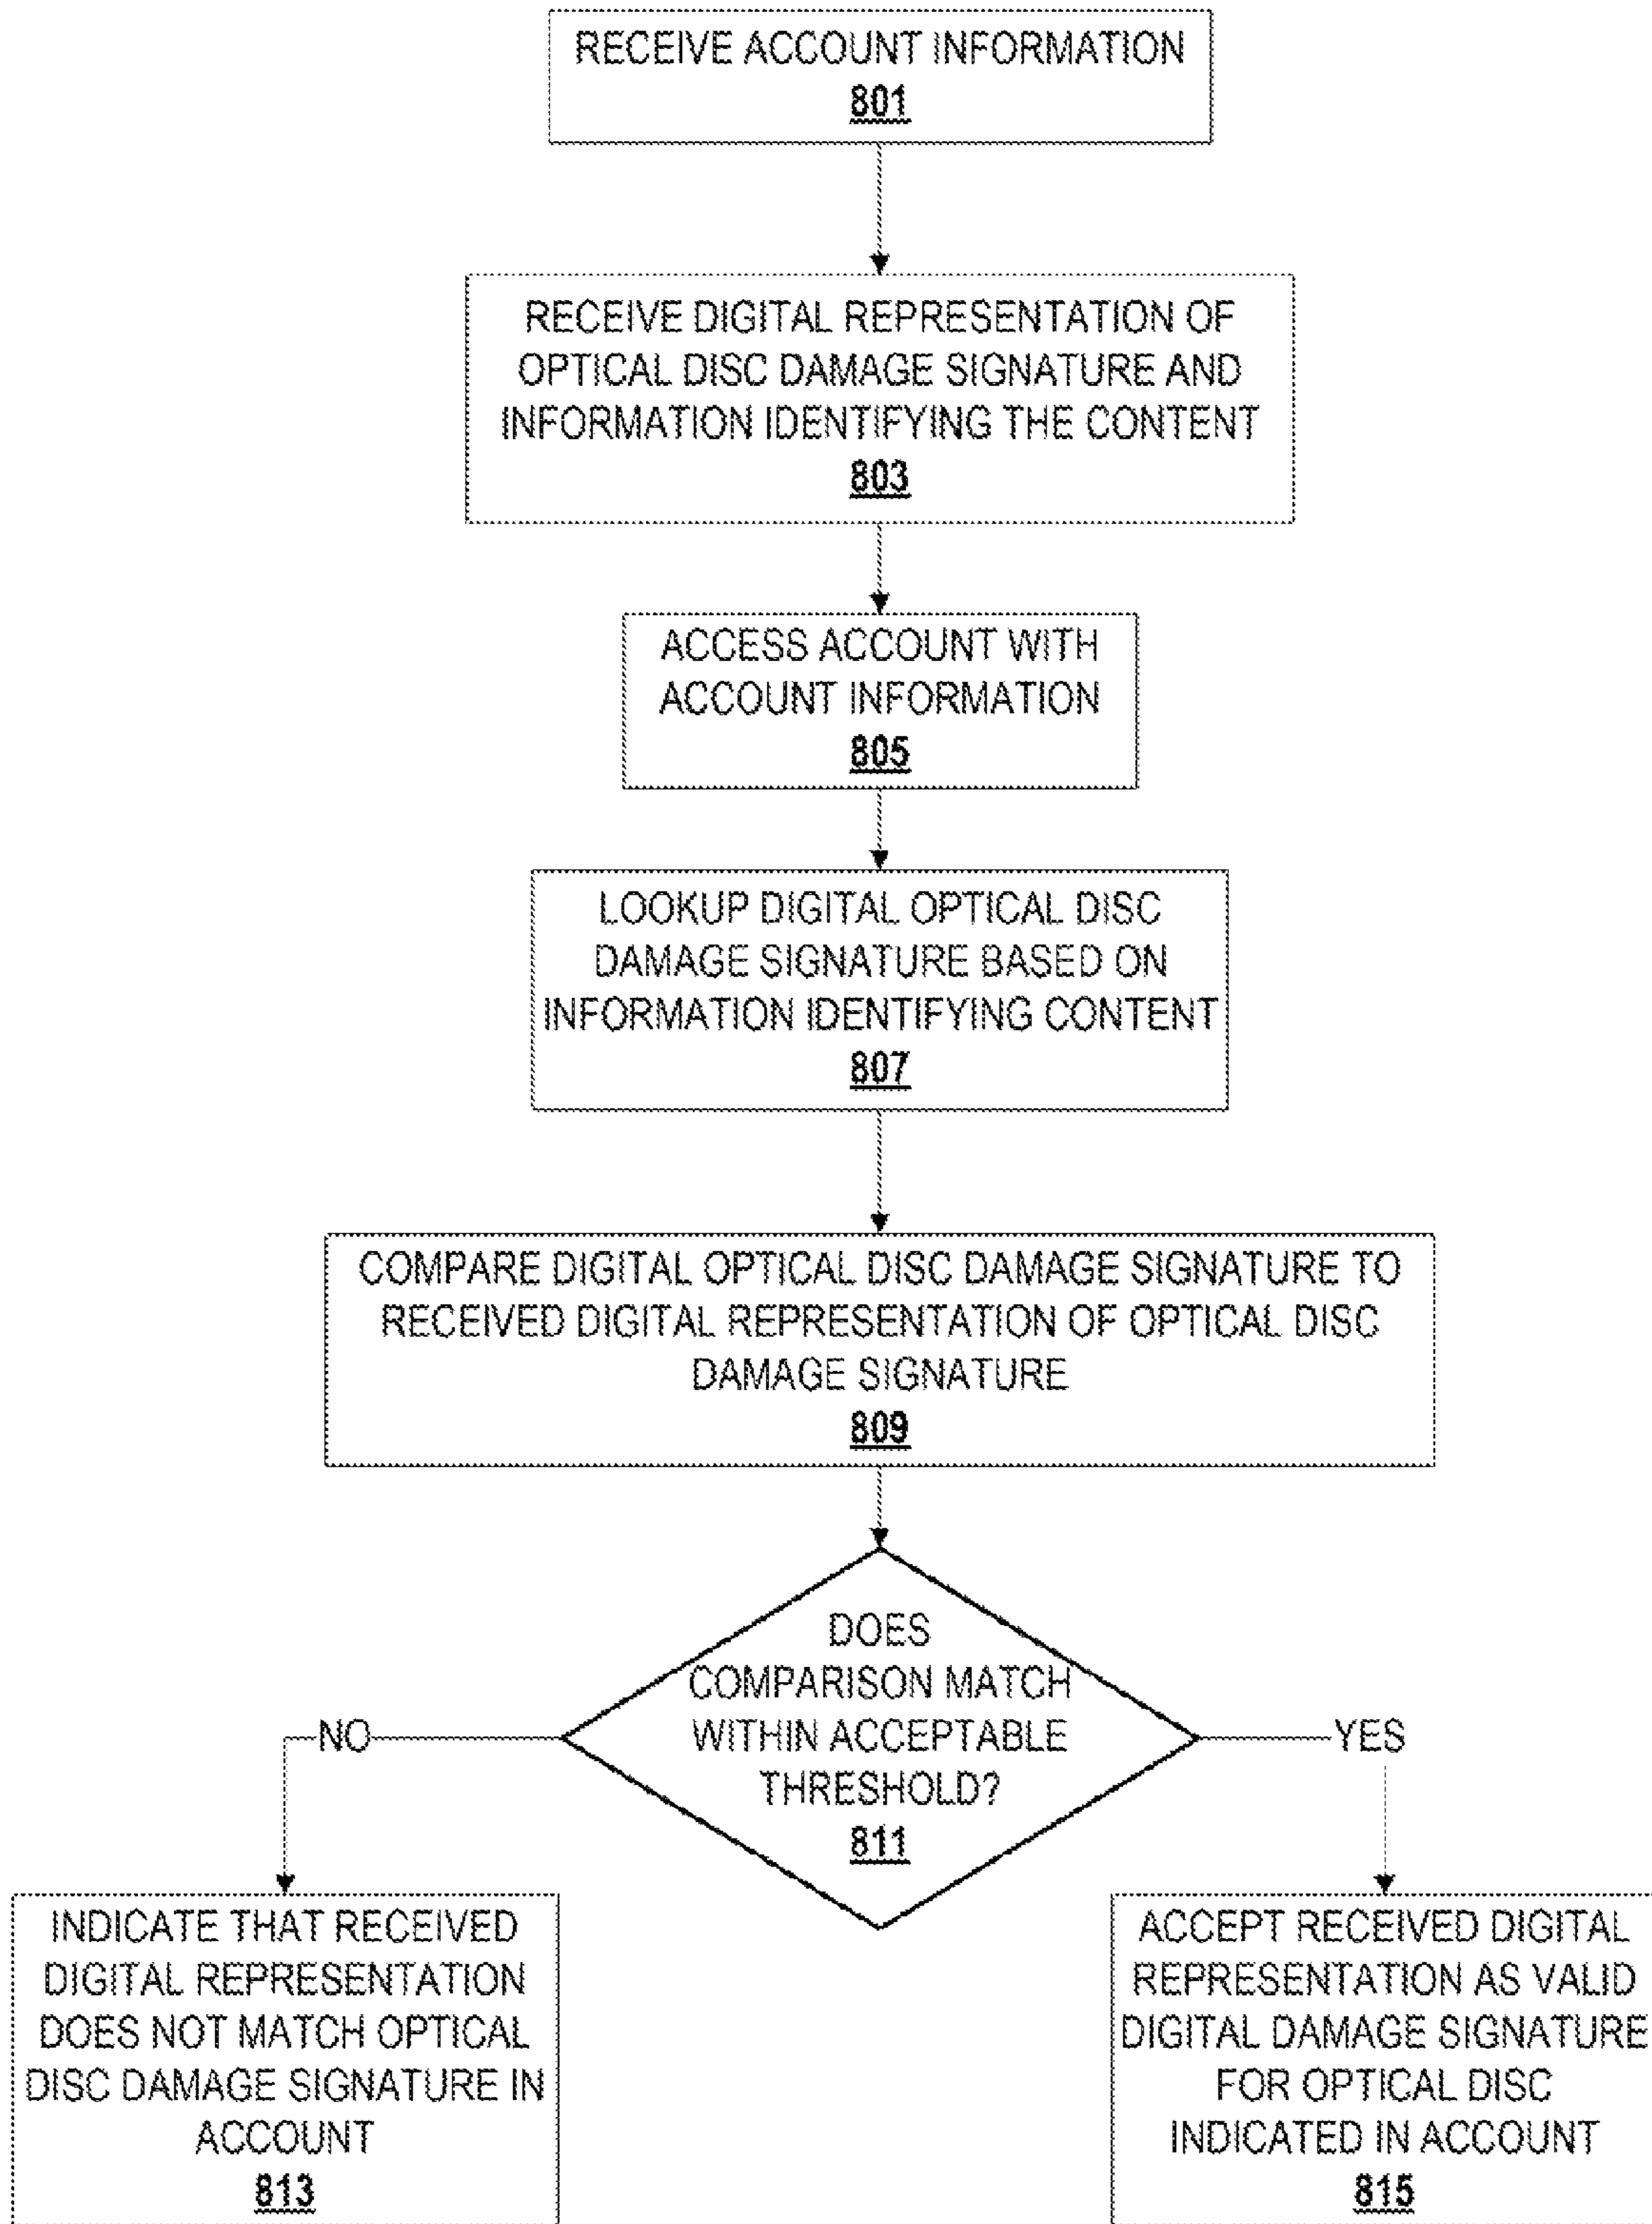 RECEIVE ACCOUNT INFORMATION
801
RECEIVE DIGITAL REPRESENTATION OF
OPTICAL DISC DAMAGE SIGNATURE AND
INFORMATION IDENTIFYING THE CONTENT
803
ACCESS ACCOUNT WITH
ACCOUNT INFORMATION
805
LOOKUP DIGITAL OPTICAL DISC
DAMAGE SIGNATURE BASED ON
INFORMATION IDENTIFYING CONTENT
807
COMPARE DIGITAL OPTICAL DISC DAMAGE SIGNATURE TO
RECEIVED DIGITAL REPRESENTATION OF OPTICAL DISC
DAMAGE SIGNATURE
809
DOES
COMPARISON MATCH
WITHIN ACCEPTABLE
THRESHOLD?
811
NO
YES
INDICATE THAT RECEIVED
DIGITAL REPRESENTATION
DOES NOT MATCH OPTICAL
DISC DAMAGE SIGNATURE IN
ACCOUNT
813
ACCEPT RECEIVED DIGITAL
REPRESENTATION AS VALID
DIGITAL DAMAGE SIGNATURE
FOR OPTICAL DISC
INDICATED IN ACCOUNT
815